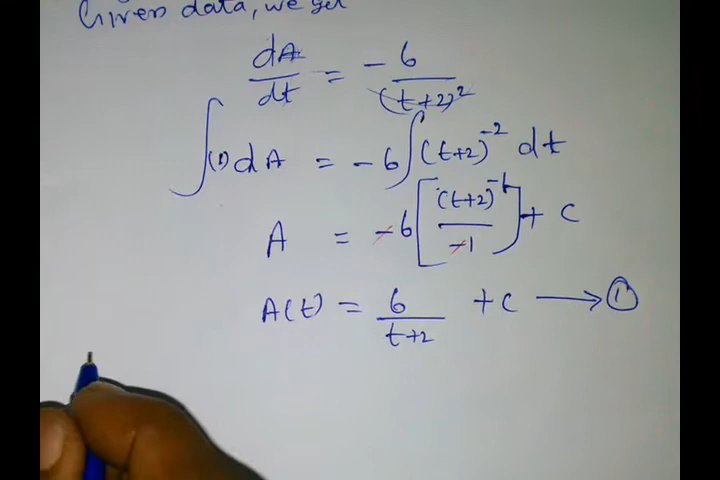 Given data, we get
dA/dt = -6/(t+2)²
∫(1)dA = -6∫(t+2)⁻² dt
A = -6[(t+2)⁻¹/-1] + C
A(t) = 6/t+2 + C ⟶ ①